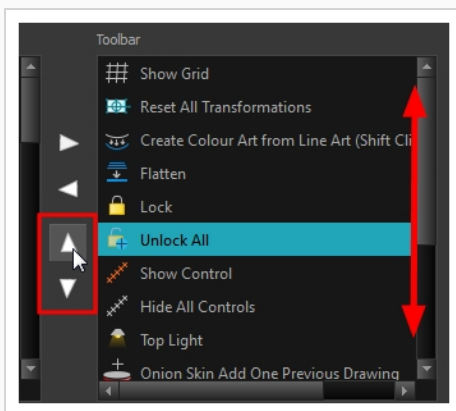 Toolbar
Show Grid
Reset All Transformations
Create Colour Art from Line Art (Shift Cli
Flatten
Lock
Unlock All
Show Control
Hide All Controls
Top Light
Onion Skin Add One Previous Drawing